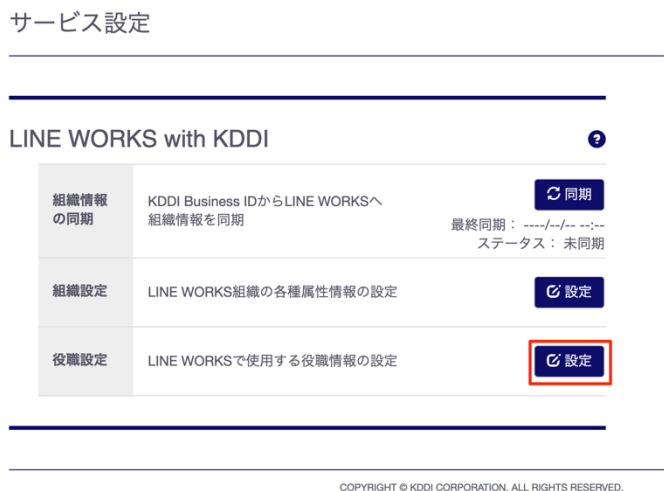 サービス設定
LINE WORKS with KDDI
組織情報
の同期
KDDI Business IDからLINE WORKSへ
組織情報を同期
同期
最終同期： ----/--/-- --:--
ステータス： 未同期
組織設定
LINE WORKS組織の各種属性情報の設定
設定
役職設定
LINE WORKSで使用する役職情報の設定
設定
COPYRIGHT © KDDI CORPORATION. ALL RIGHTS RESERVED.